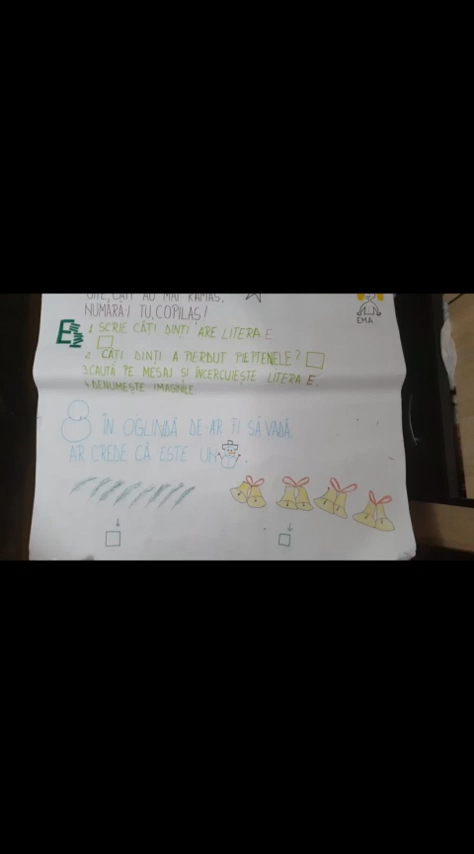 UITE, CÂȚI AU MAI RĂMAS,
NUMĂRĂ-I TU, COPILAȘ!
EMA
E
1. SCRIE CÂȚI DINȚI ARE LITERA E.
2. CÂȚI DINȚI A PIERDUT PIEPTENELE?
3. CAUTĂ PE MESAJ ȘI ÎNCERCUIEȘTE LITERA E.
4. DENUMEȘTE IMAGINILE.
ÎN OGLINDĂ DE-AR FI SĂ VADĂ,
AR CREDE CĂ ESTE UN